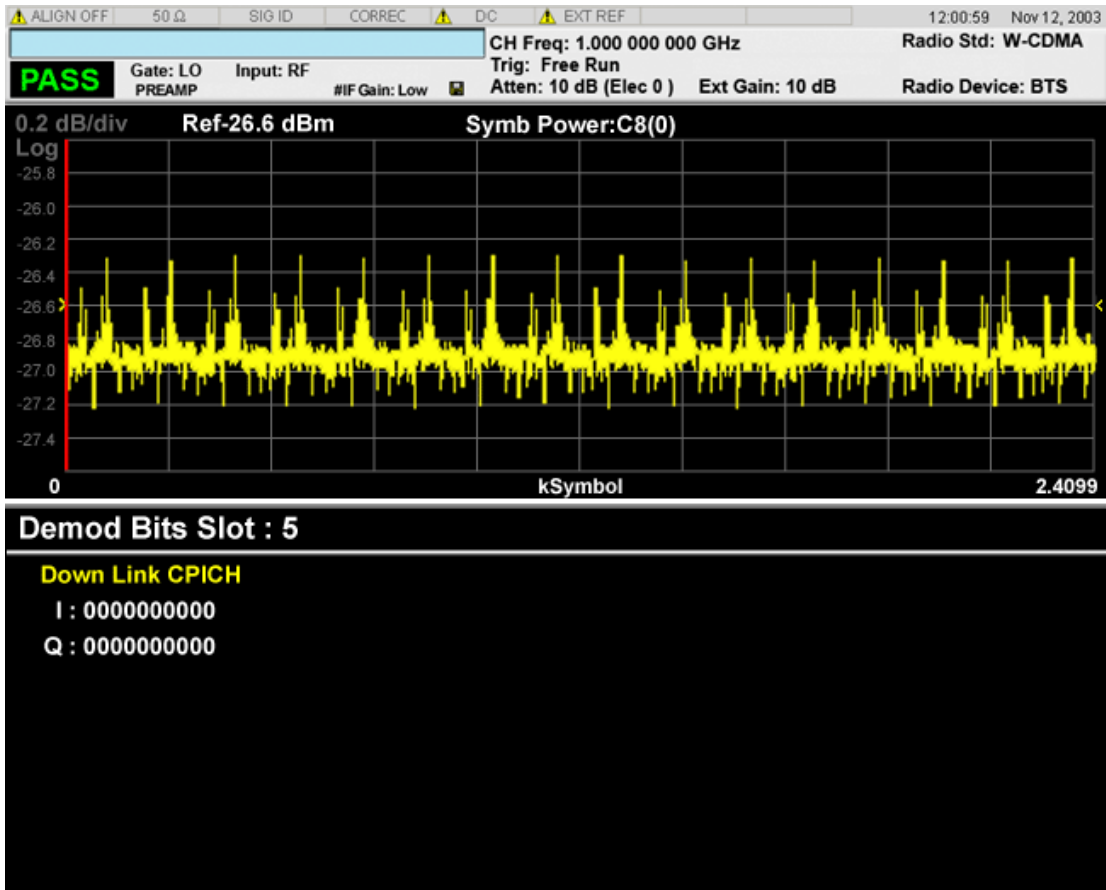 ALIGN OFF 50 Ω SIG ID CORREC DC EXT REF 12:00:59 Nov 12, 2003
CH Freq: 1.000 000 000 GHz Radio Std: W-CDMA
PASS Gate: LO Input: RF Trig: Free Run
PREAMP #IF Gain: Low Atten: 10 dB (Elec 0 ) Ext Gain: 10 dB Radio Device: BTS
0.2 dB/div Ref-26.6 dBm Symb Power:C8(0)
Log
-25.8
-26.0
-26.2
-26.4
-26.6
-26.8
-27.0
-27.2
-27.4
0 kSymbol 2.4099
Demod Bits Slot : 5
Down Link CPICH
I : 0000000000
Q : 0000000000